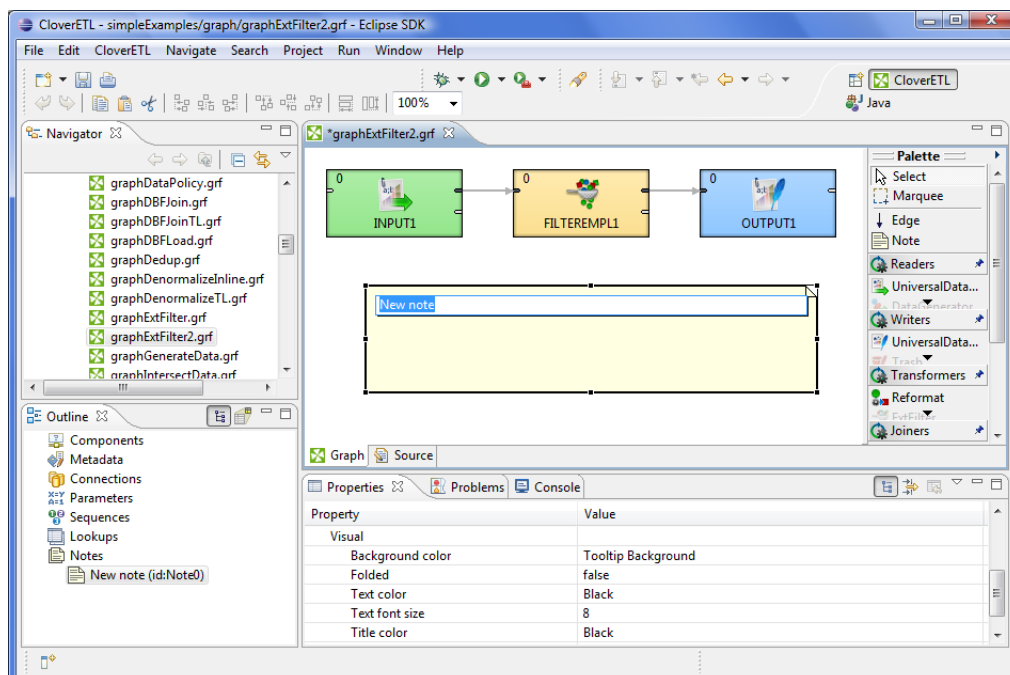 CloverETL - simpleExamples/graph/graphExtFilter2.grf - Eclipse SDK
File Edit CloverETL Navigate Search Project Run Window Help
CloverETL
100%
Java
Navigator
graphDataPolicy.grf
graphDBFJoin.grf
graphDBFJoinTL.grf
graphDBFLoad.grf
graphDedup.grf
graphDenormalizeInline.grf
graphDenormalizeTL.grf
graphExtFilter.grf
graphExtFilter2.grf
graphGenerateData.grf
graphIntersectData.grf
*graphExtFilter2.grf
0
INPUT1
0
FILTEREMPL1
0
OUTPUT1
New note
Palette
Select
Marquee
Edge
Note
Readers
UniversalData...
DataGenerator
Writers
UniversalData...
Trash
Transformers
Reformat
ExtFilter
Joiners
Graph Source
Outline
Components
Metadata
Connections
Parameters
Sequences
Lookups
Notes
New note (id:Note0)
Properties Problems Console
Property Value
Visual
Background color Tooltip Background
Folded false
Text color Black
Text font size 8
Title color Black